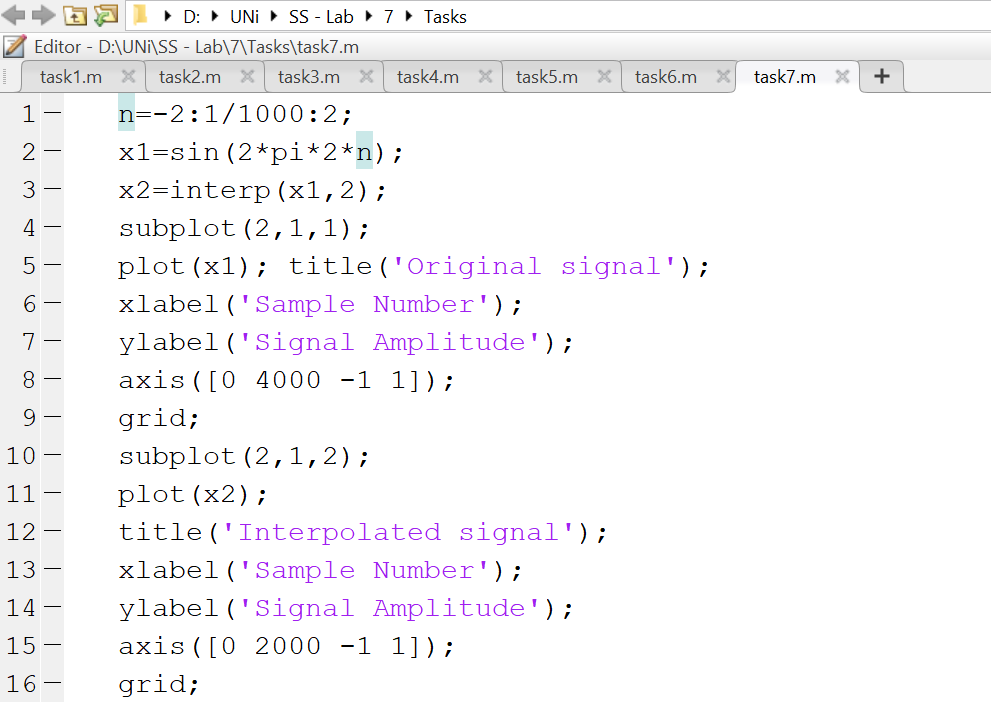 D: UNi SS - Lab 7 Tasks
Editor - D:\UNi\SS - Lab\7\Tasks\task7.m
task1.m task2.m task3.m task4.m task5.m task6.m task7.m +
1 n=-2:1/1000:2;
2 x1=sin(2*pi*2*n);
3 x2=interp(x1,2);
4 subplot(2,1,1);
5 plot(x1); title('Original signal');
6 xlabel('Sample Number');
7 ylabel('Signal Amplitude');
8 axis([0 4000 -1 1]);
9 grid;
10 subplot(2,1,2);
11 plot(x2);
12 title('Interpolated signal');
13 xlabel('Sample Number');
14 ylabel('Signal Amplitude');
15 axis([0 2000 -1 1]);
16 grid;